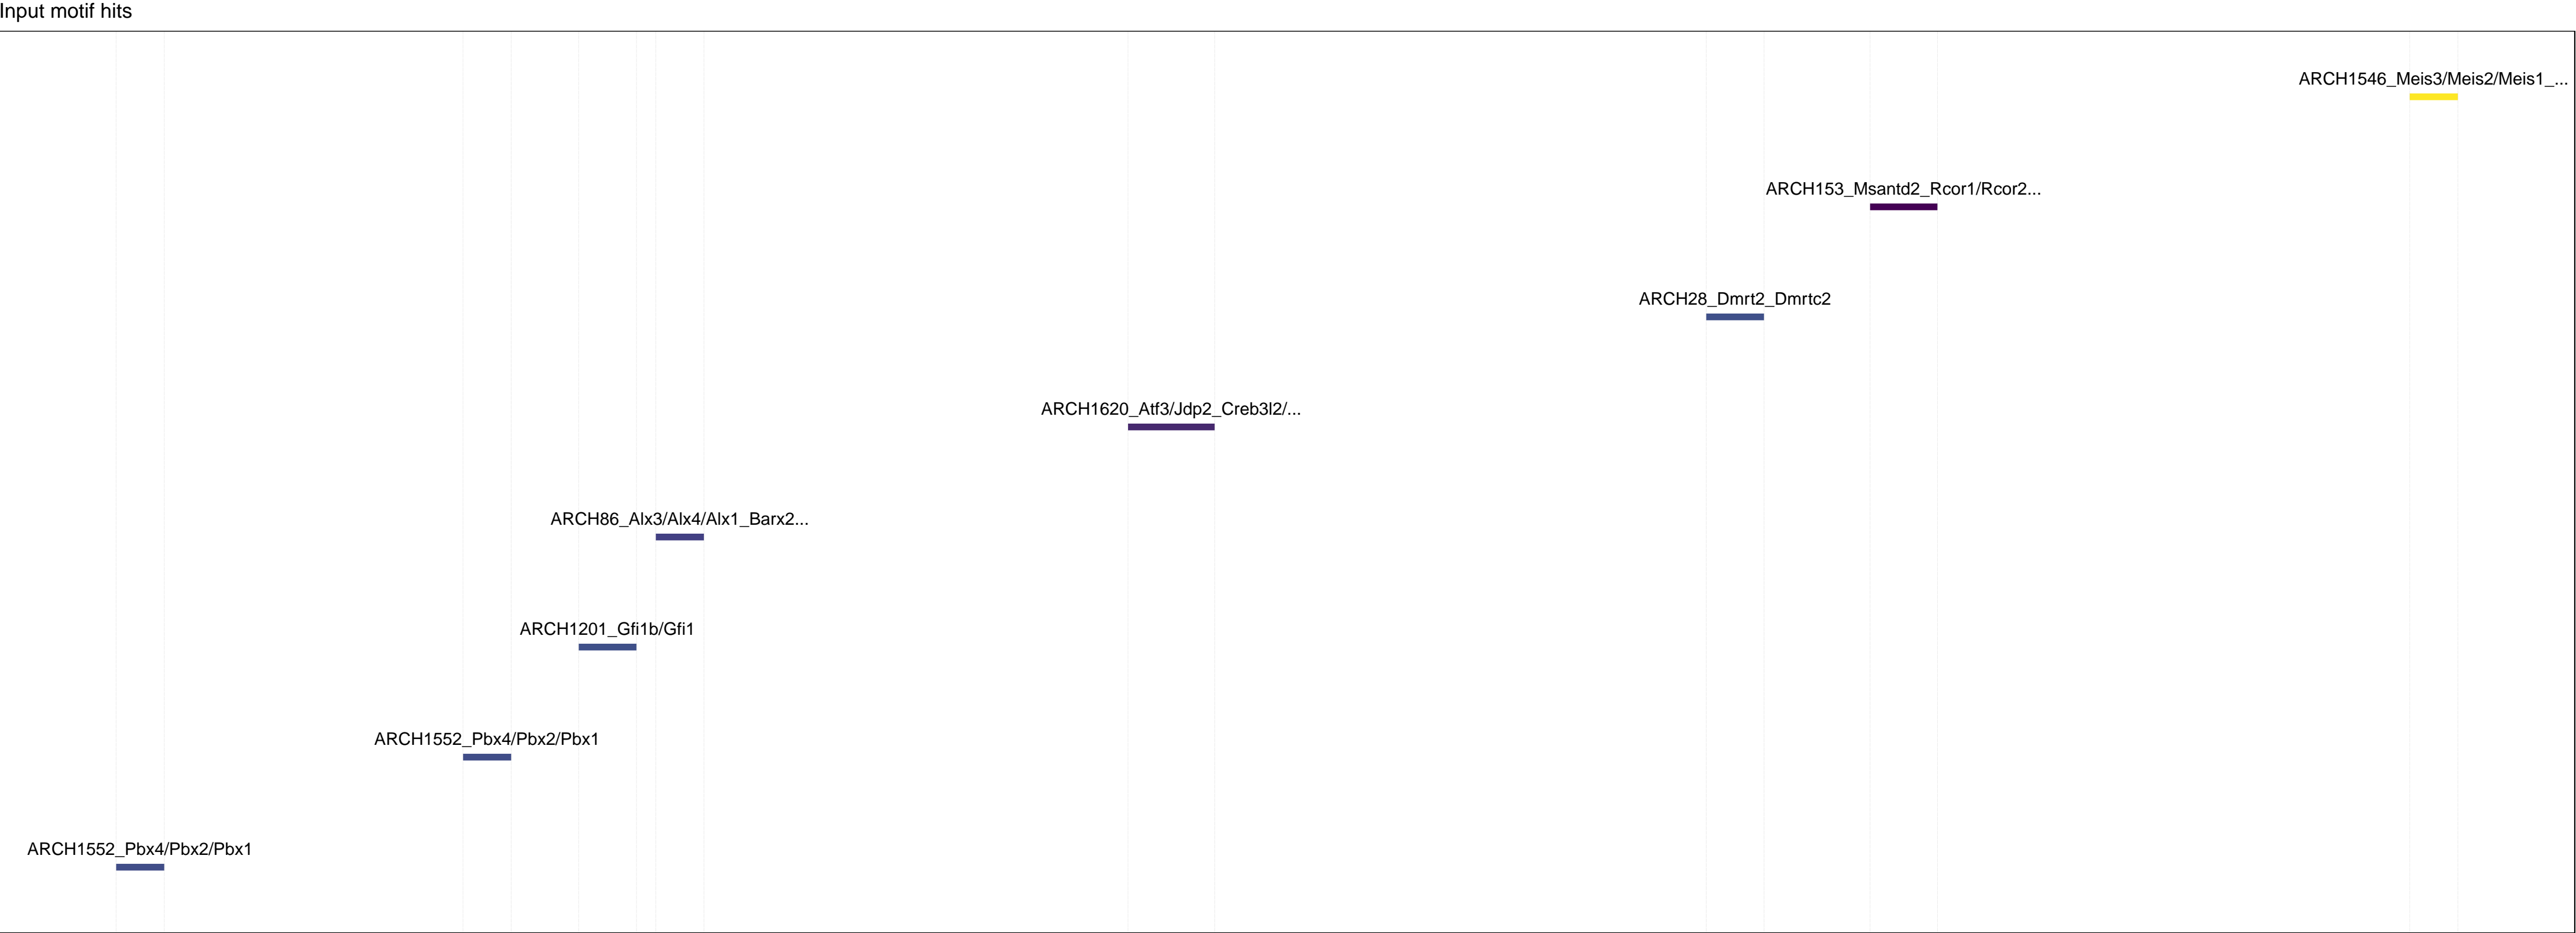 Input motif hits
ARCH1546_Meis3/Meis2/Meis1_...
ARCH153_Msantd2_Rcor1/Rcor2...
ARCH28_Dmrt2_Dmrtc2
ARCH1620_Atf3/Jdp2_Creb3l2/...
ARCH86_Alx3/Alx4/Alx1_Barx2...
ARCH1201_Gfi1b/Gfi1
ARCH1552_Pbx4/Pbx2/Pbx1
ARCH1552_Pbx4/Pbx2/Pbx1